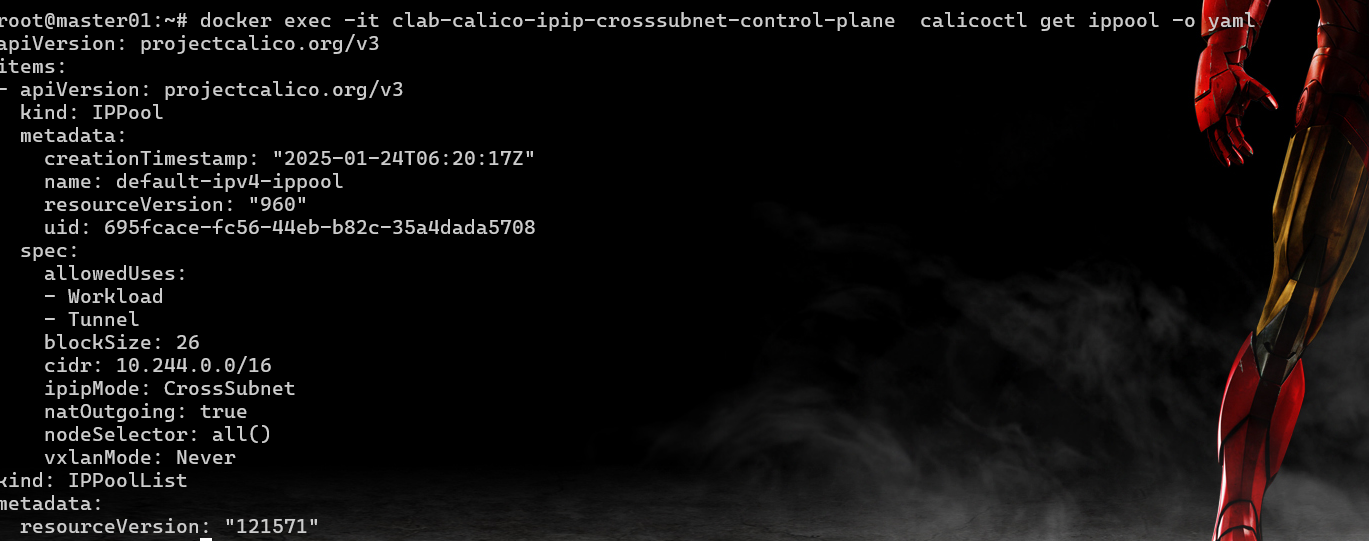 root@master01:~# docker exec -it clab-calico-ipip-crosssubnet-control-plane  calicoctl get ippool -o yaml
apiVersion: projectcalico.org/v3
items:
- apiVersion: projectcalico.org/v3
  kind: IPPool
  metadata:
    creationTimestamp: "2025-01-24T06:20:17Z"
    name: default-ipv4-ippool
    resourceVersion: "960"
    uid: 695fcace-fc56-44eb-b82c-35a4dada5708
  spec:
    allowedUses:
    - Workload
    - Tunnel
    blockSize: 26
    cidr: 10.244.0.0/16
    ipipMode: CrossSubnet
    natOutgoing: true
    nodeSelector: all()
    vxlanMode: Never
kind: IPPoolList
metadata:
  resourceVersion: "121571"